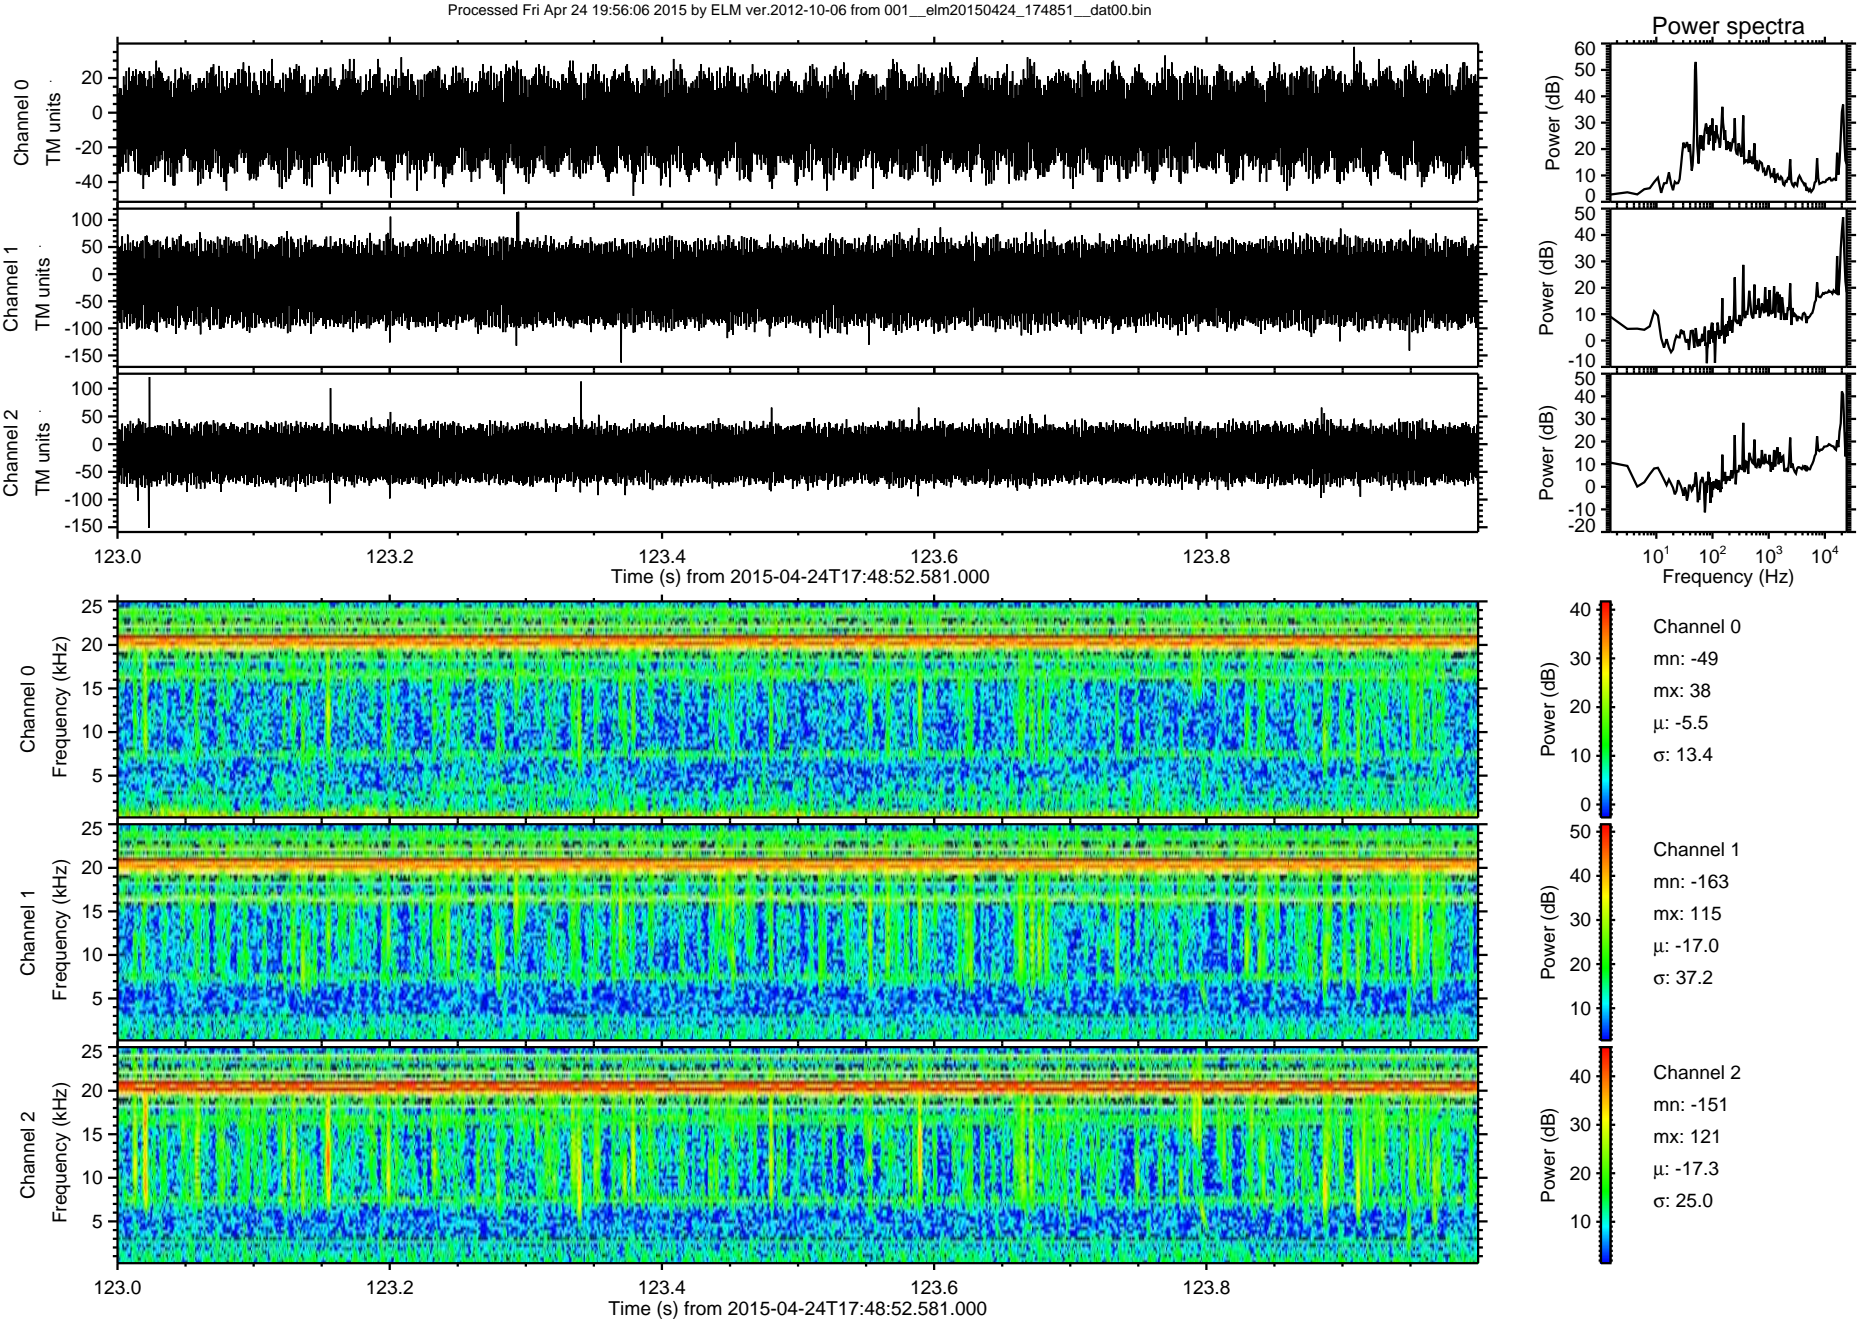 Processed Fri Apr 24 19:56:06 2015 by ELM ver.2012-10-06 from 001__elm20150424_174851__dat00.bin
Power spectra
Channel 0
TM units
20
0
-20
-40
Power (dB)
60
50
40
30
20
10
0
Channel 1
TM units
100
50
0
-50
-100
-150
Power (dB)
50
40
30
20
10
0
-10
Channel 2
TM units
100
50
0
-50
-100
-150
Power (dB)
50
40
30
20
10
0
-10
-20
123.0 123.2 123.4 123.6 123.8
Time (s) from 2015-04-24T17:48:52.581.000
10¹ 10² 10³ 10⁴
Frequency (Hz)
Channel 0
Frequency (kHz)
25
20
15
10
5
Power (dB)
40
30
20
10
0
Channel 0
mn: -49
mx: 38
μ: -5.5
σ: 13.4
Channel 1
Frequency (kHz)
25
20
15
10
5
Power (dB)
50
40
30
20
10
Channel 1
mn: -163
mx: 115
μ: -17.0
σ: 37.2
Channel 2
Frequency (kHz)
25
20
15
10
5
Power (dB)
40
30
20
10
Channel 2
mn: -151
mx: 121
μ: -17.3
σ: 25.0
123.0 123.2 123.4 123.6 123.8
Time (s) from 2015-04-24T17:48:52.581.000